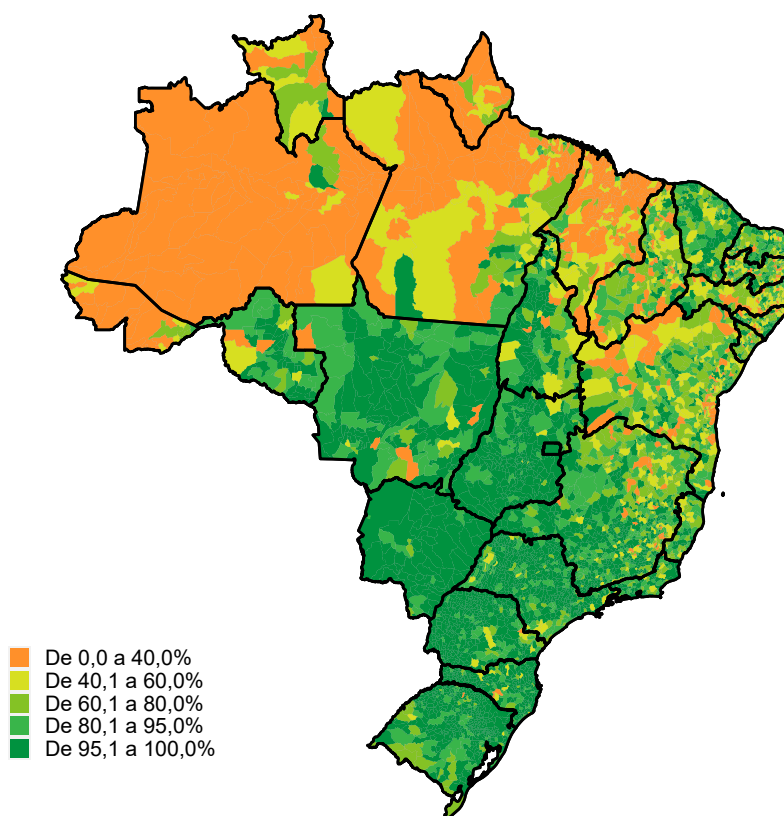 De 0,0 a 40,0%
De 40,1 a 60,0%
De 60,1 a 80,0%
De 80,1 a 95,0%
De 95,1 a 100,0%